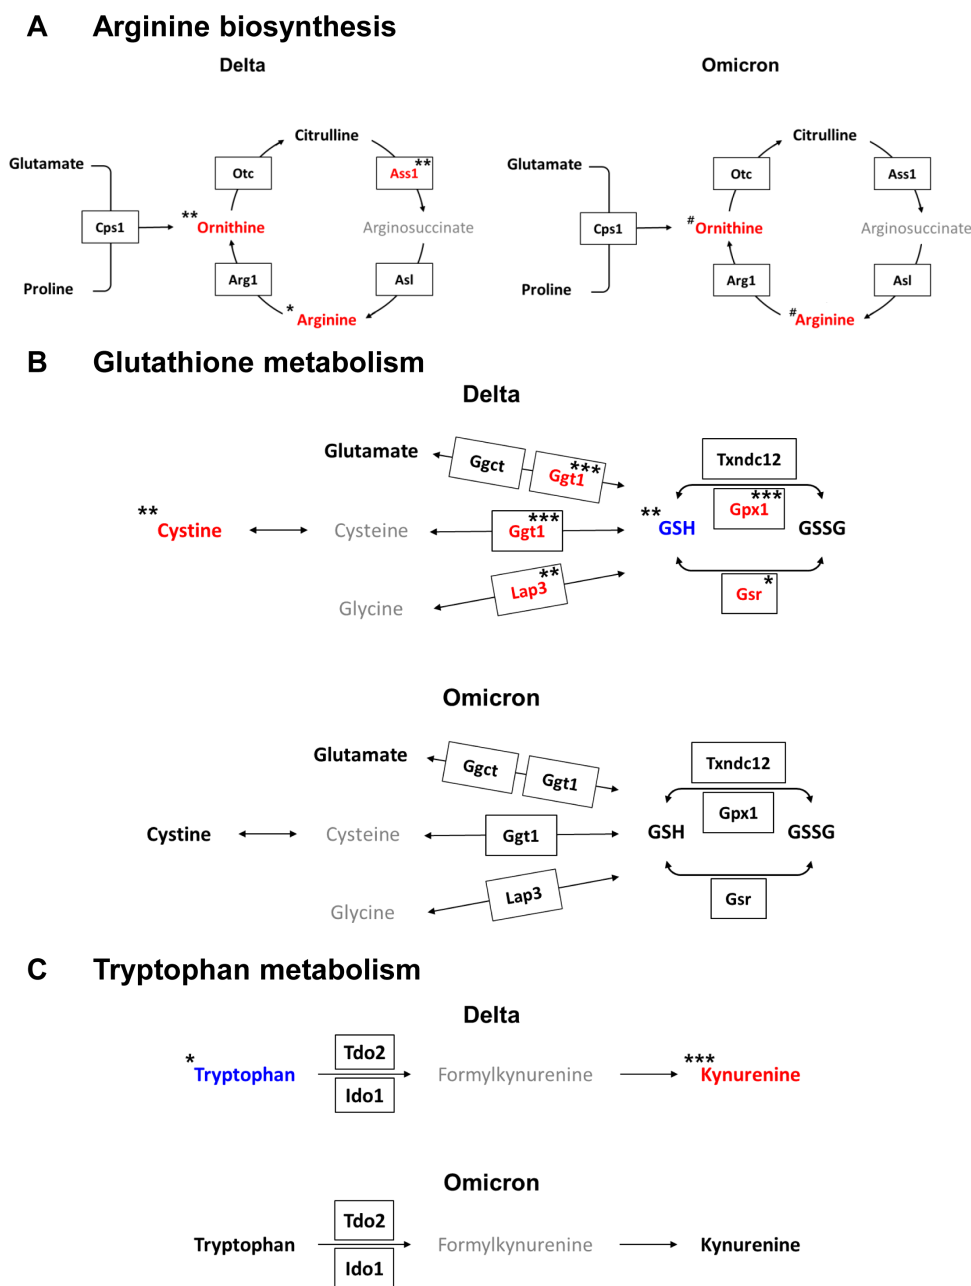 A Arginine biosynthesis
Delta
Omicron
Citrulline
Glutamate
Otc
Ass1**
Cps1
**Ornithine
Arginosuccinate
Proline
Arg1
Asl
*Arginine
Citrulline
Glutamate
Otc
Ass1
Cps1
#Ornithine
Arginosuccinate
Proline
Arg1
Asl
#Arginine
B Glutathione metabolism
Delta
Glutamate
Ggct
Ggt1***
Txndc12
**Cystine
Cysteine
Ggt1***
**GSH
Gpx1***
GSSG
Glycine
Lap3**
Gsr*
Omicron
Glutamate
Ggct
Ggt1
Txndc12
Cystine
Cysteine
Ggt1
GSH
Gpx1
GSSG
Glycine
Lap3
Gsr
C Tryptophan metabolism
Delta
*Tryptophan
Tdo2
Ido1
Formylkynurenine
***Kynurenine
Omicron
Tryptophan
Tdo2
Ido1
Formylkynurenine
Kynurenine